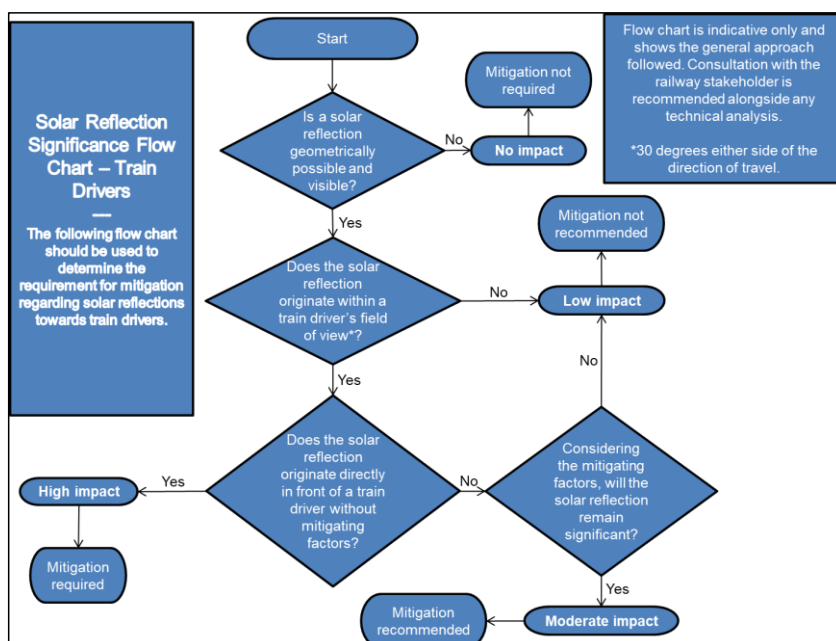 Solar Reflection
Significance Flow
Chart – Train
Drivers
—
The following flow chart
should be used to
determine the
requirement for mitigation
regarding solar reflections
towards train drivers.
Start
Flow chart is indicative only and
shows the general approach
followed. Consultation with the
railway stakeholder is
recommended alongside any
technical analysis.
*30 degrees either side of the
direction of travel.
Mitigation not
required
Is a solar
reflection
geometrically
possible and
visible?
No
No impact
Yes
Mitigation not
recommended
Does the solar
reflection
originate within a
train driver's field
of view*?
No
Low impact
Yes
No
Does the solar
reflection
originate directly
in front of a train
driver without
mitigating
factors?
Yes
High impact
Mitigation
required
No
Considering
the mitigating
factors, will the
solar reflection
remain
significant?
Yes
Moderate impact
Mitigation
recommended